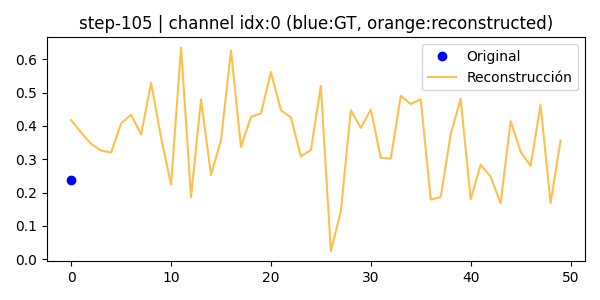 step-105 | channel idx:0 (blue:GT, orange:reconstructed)
Original
Reconstrucción
0.6
0.5
0.4
0.3
0.2
0.1
0.0
0 10 20 30 40 50